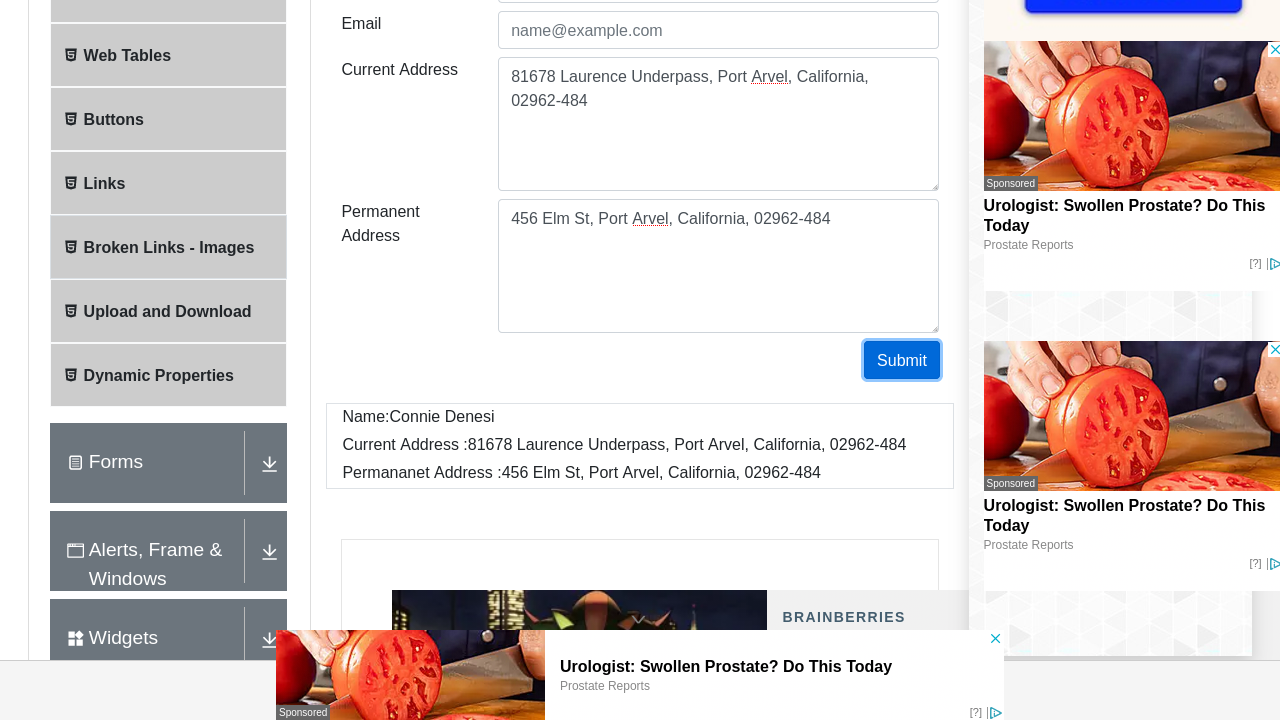 Web Tables
Buttons
Links
Broken Links - Images
Upload and Download
Dynamic Properties
Forms
Alerts, Frame &
Windows
Widgets
Email
name@example.com
Current Address
81678 Laurence Underpass, Port Arvel, California,
02962-484
Permanent
Address
456 Elm St, Port Arvel, California, 02962-484
Submit
Name:Connie Denesi
Current Address :81678 Laurence Underpass, Port Arvel, California, 02962-484
Permananet Address :456 Elm St, Port Arvel, California, 02962-484
BRAINBERRIES
Sponsored
Urologist: Swollen Prostate? Do This
Today
Prostate Reports
[?]
Sponsored
Urologist: Swollen Prostate? Do This
Today
Prostate Reports
[?]
Sponsored
Urologist: Swollen Prostate? Do This Today
Prostate Reports
[?]